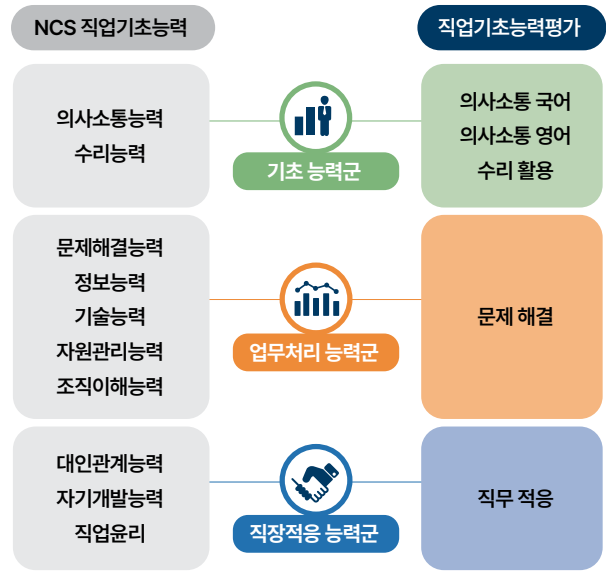 NCS 직업기초능력
직업기초능력평가
의사소통능력
수리능력
기초 능력군
의사소통 국어
의사소통 영어
수리 활용
문제해결능력
정보능력
기술능력
자원관리능력
조직이해능력
업무처리 능력군
문제 해결
대인관계능력
자기개발능력
직업윤리
직장적응 능력군
직무 적응